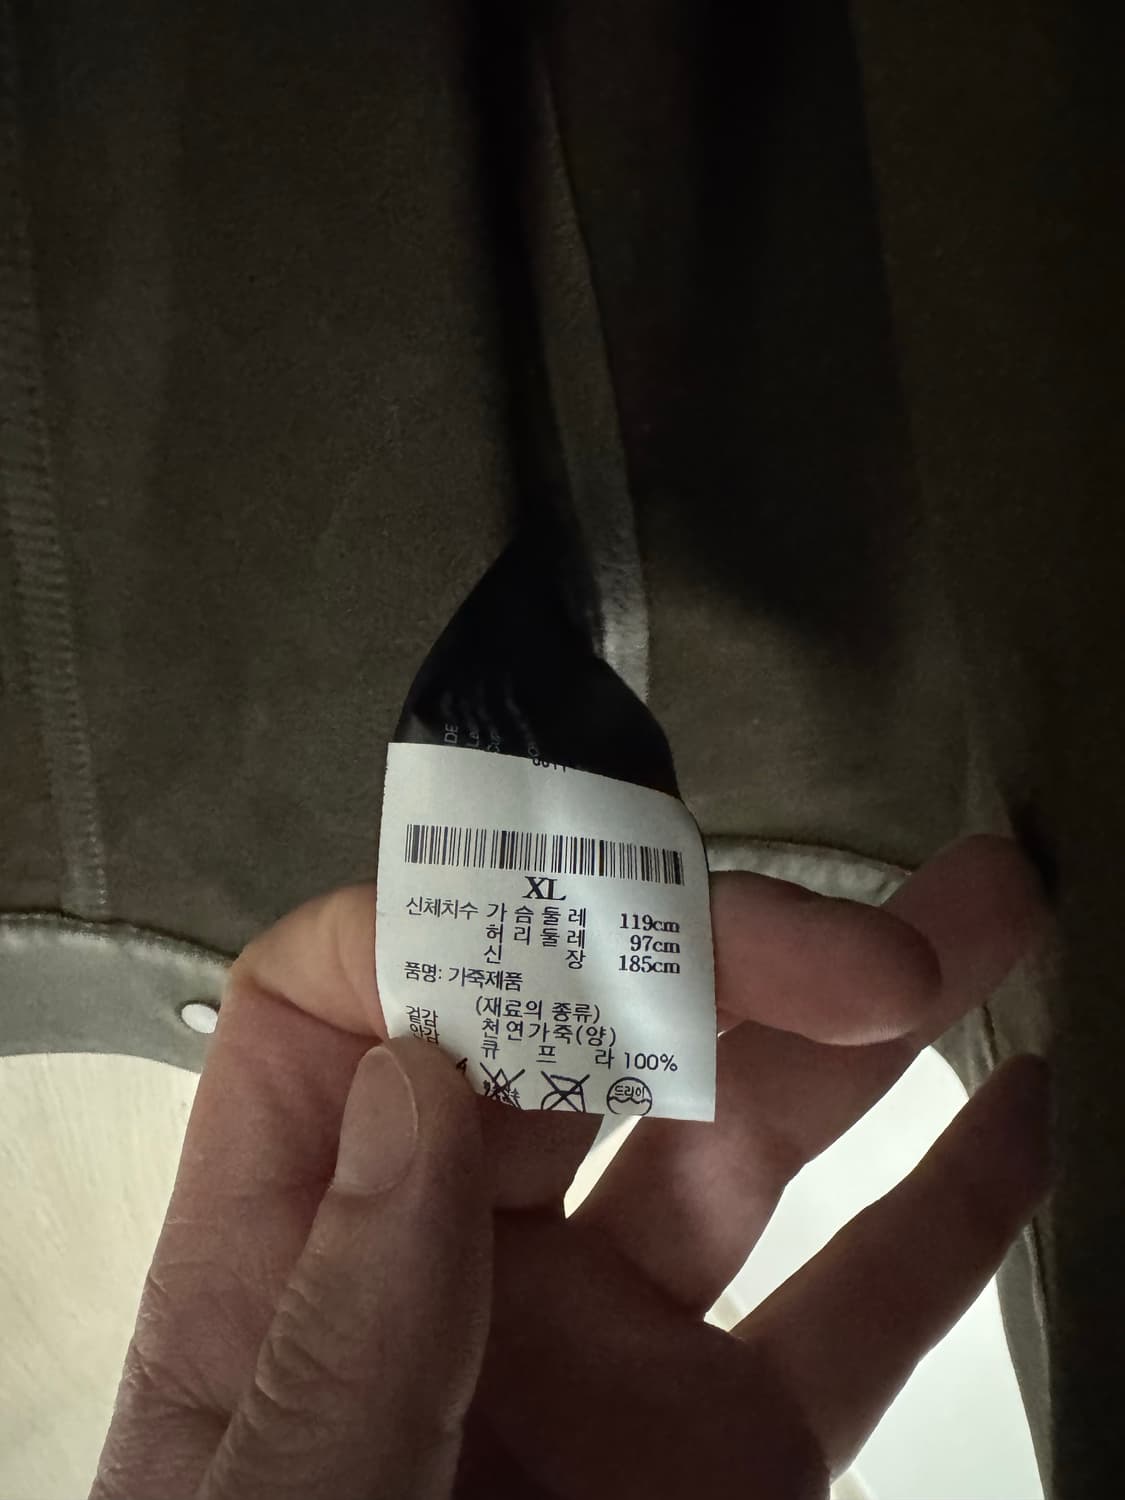 XL
신체치수 가슴둘레 119cm
허리둘레 97cm
신장 185cm
품명: 가죽제품
(재료의 종류)
겉감 천연가죽(양)
안감 큐프라 100%
드라이